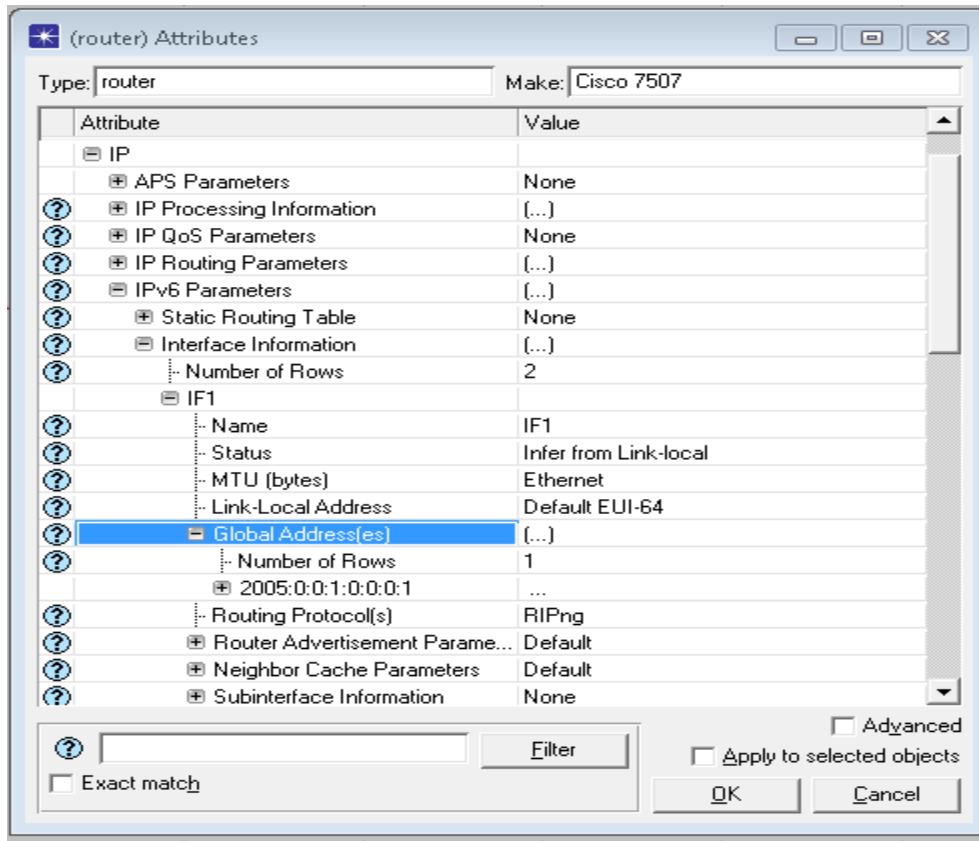 (router) Attributes
Type: router Make: Cisco 7507
Attribute Value
IP
APS Parameters None
IP Processing Information (...)
IP QoS Parameters None
IP Routing Parameters (...)
IPv6 Parameters (...)
Static Routing Table None
Interface Information (...)
Number of Rows 2
IF1
Name IF1
Status Infer from Link-local
MTU (bytes) Ethernet
Link-Local Address Default EUI-64
Global Address(es) (...)
Number of Rows 1
2005:0:0:1:0:0:0:1 ...
Routing Protocol(s) RIPng
Router Advertisement Parame... Default
Neighbor Cache Parameters Default
Subinterface Information None
Advanced
Filter
Apply to selected objects
Exact match
OK Cancel